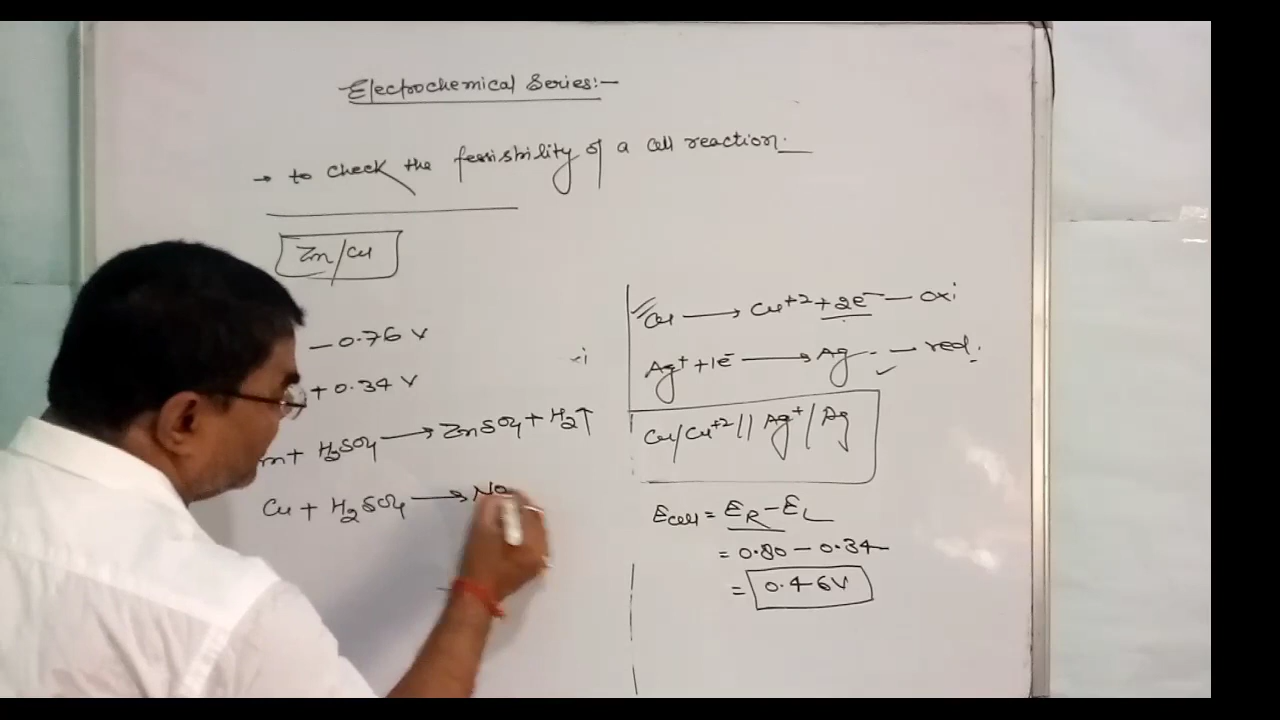 Electrochemical Series:-
→ to check the fessisbility of a cell reaction.
Zn/Cu
- 0.76 V
+ 0.34 V
+ H2SO4 → ZnSO4 + H2↑
Cu + H2SO4 → No
Cu → Cu+2 + 2e- - oxi
Ag+ + 1e- → Ag - red.
Cu/Cu+2//Ag+/Ag
Ecell = ER - EL
= 0.80 - 0.34
= 0.46V